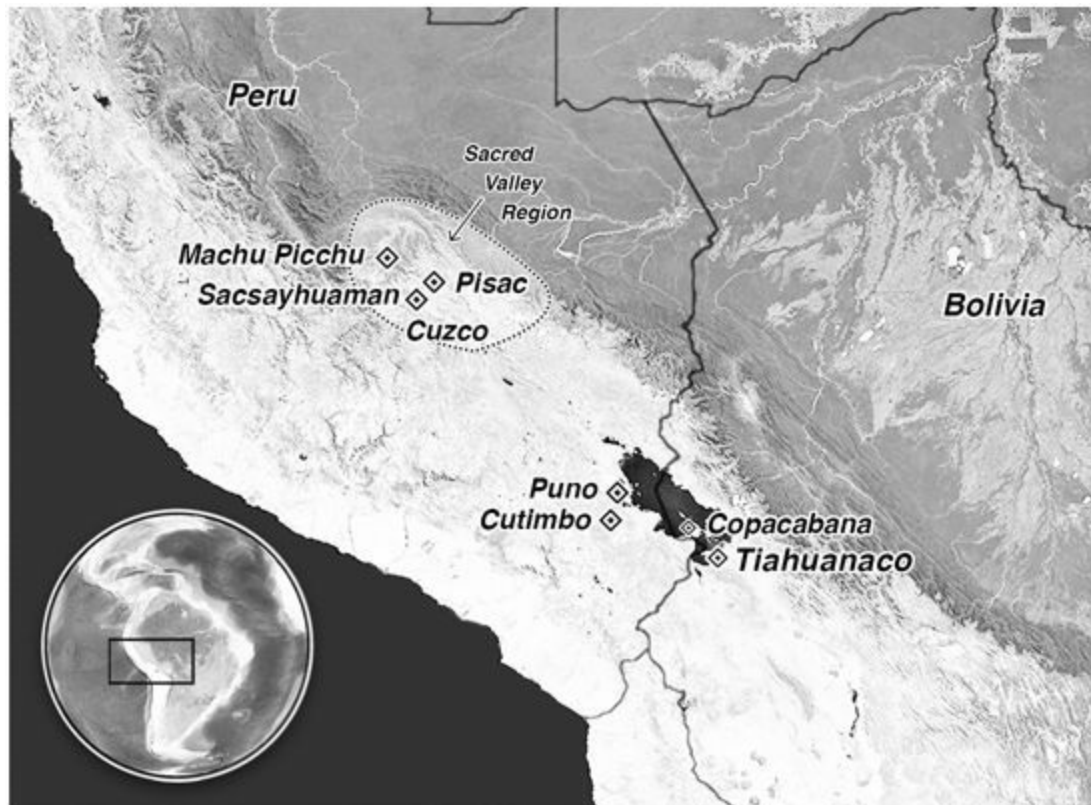 Peru
Sacred
Valley
Region
Machu Picchu
Pisac
Sacsayhuaman
Cuzco
Bolivia
Puno
Cutimbo
Copacabana
Tiahuanaco